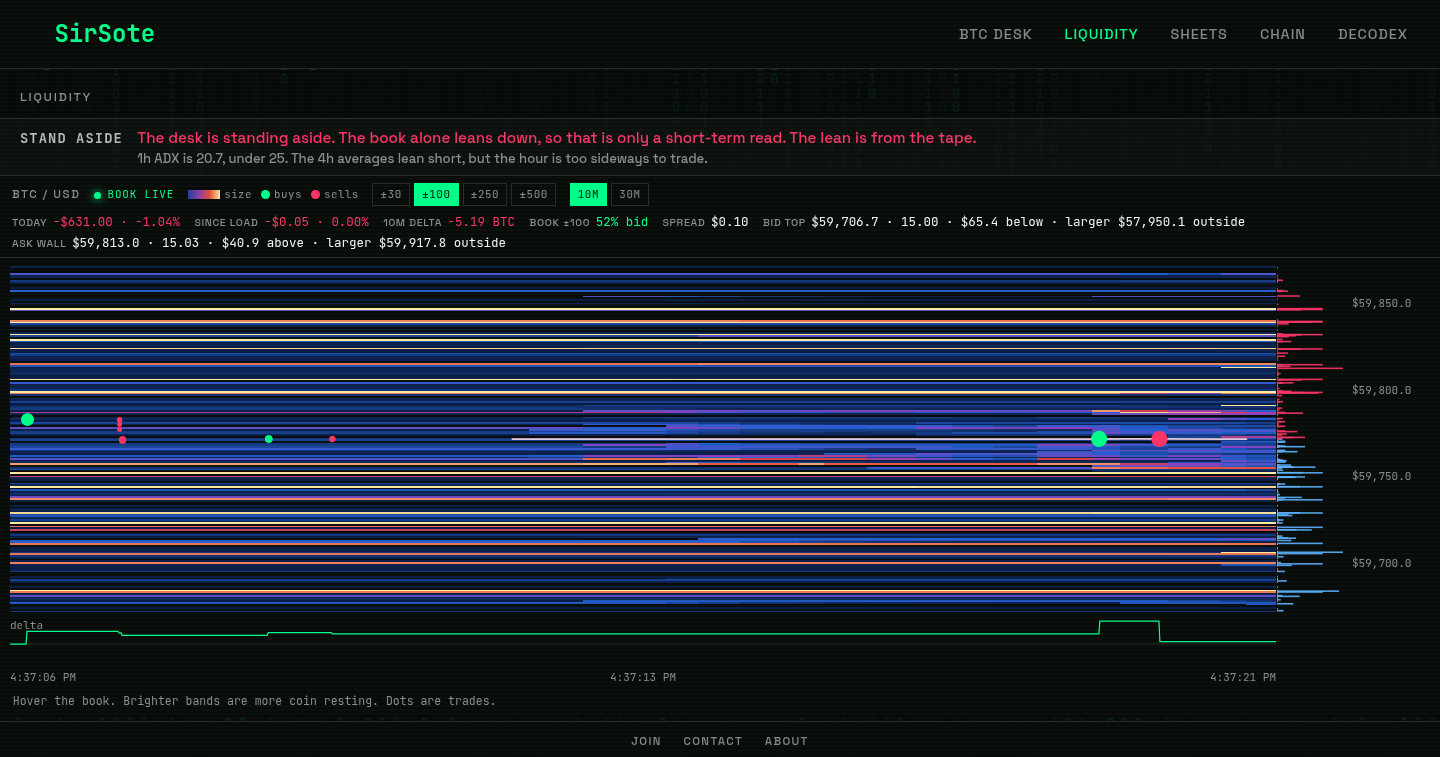 SirSote
BTC DESK LIQUIDITY SHEETS CHAIN DECODEX
LIQUIDITY
STAND ASIDE The desk is standing aside. The book alone leans down, so that is only a short-term read. The lean is from the tape.
1h ADX is 20.7, under 25. The 4h averages lean short, but the hour is too sideways to trade.
BTC / USD BOOK LIVE size buys sells ±30 ±100 ±250 ±500 10M 30M
TODAY -$631.00 · -1.04% SINCE LOAD -$0.05 · 0.00% 10M DELTA -5.19 BTC BOOK ±100 52% bid SPREAD $0.10 BID TOP $59,706.7 · 15.00 · $65.4 below · larger $57,950.1 outside
ASK WALL $59,813.0 · 15.03 · $40.9 above · larger $59,917.8 outside
$59,850.0
$59,800.0
$59,750.0
$59,700.0
delta
4:37:06 PM 4:37:13 PM 4:37:21 PM
Hover the book. Brighter bands are more coin resting. Dots are trades.
JOIN CONTACT ABOUT